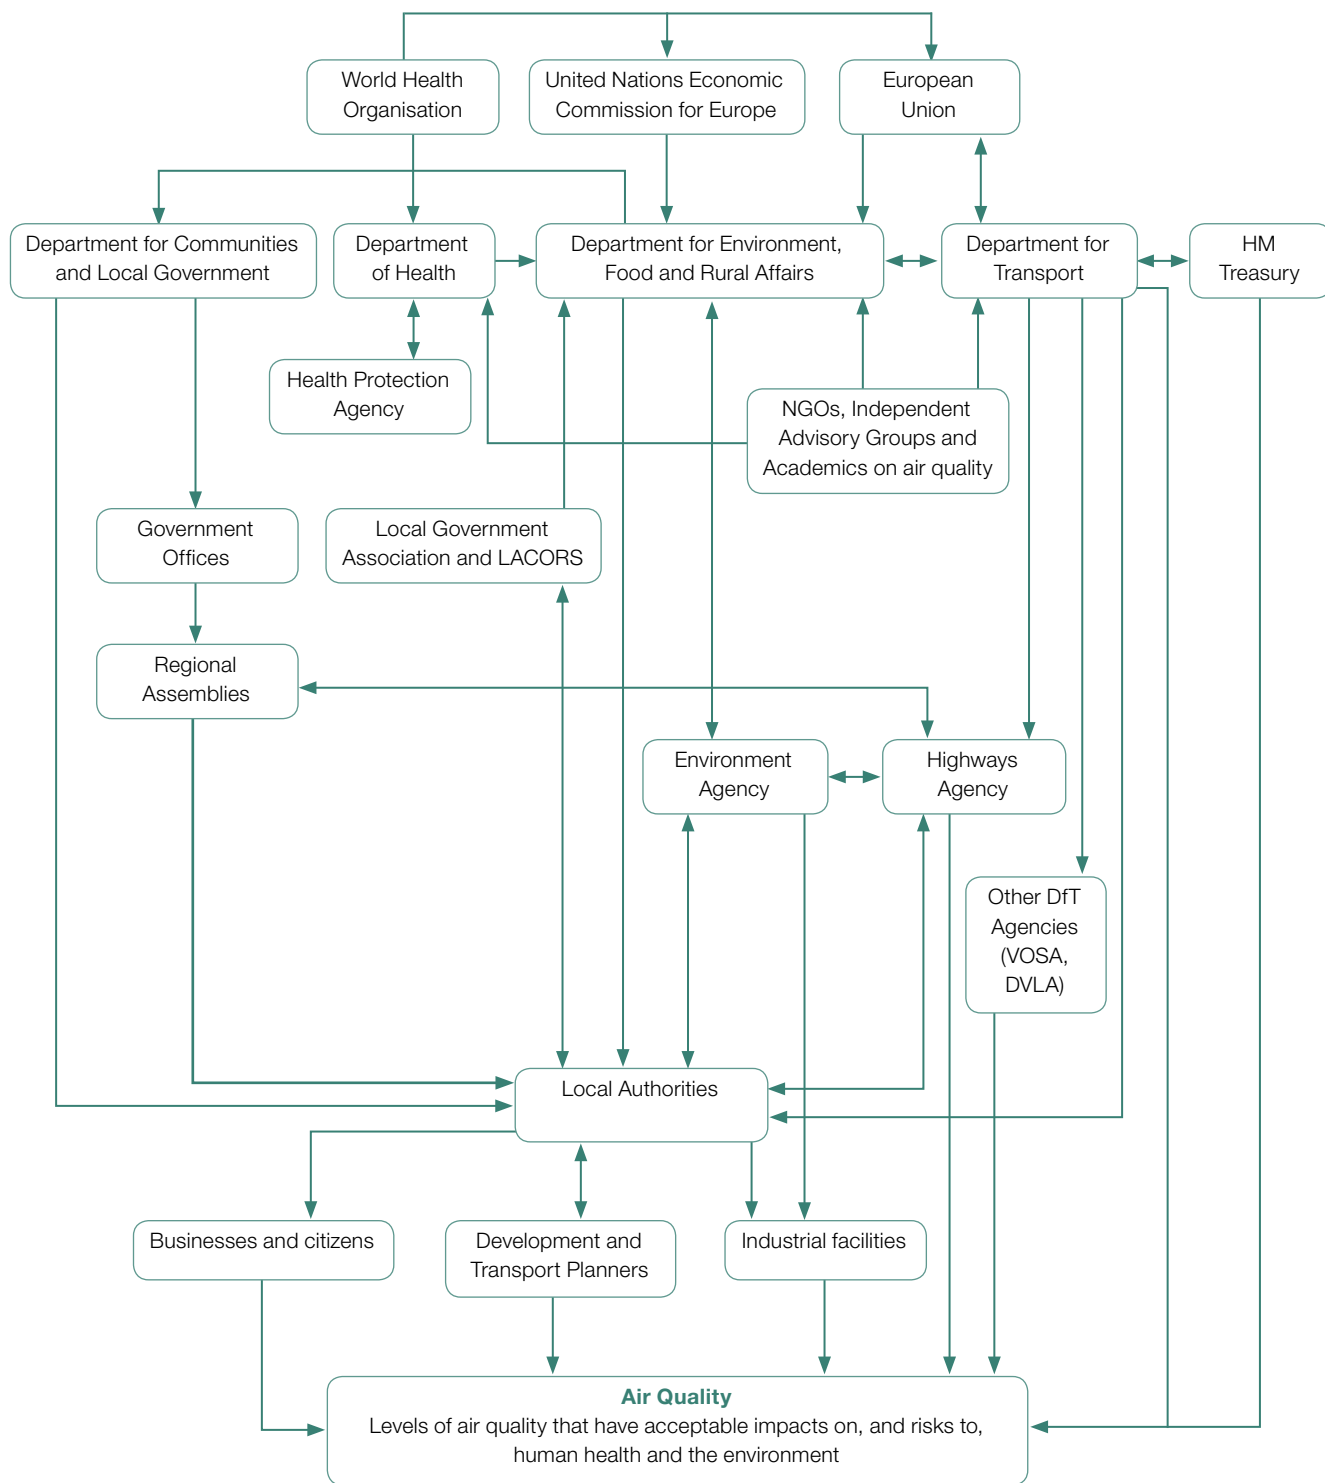 World Health
Organisation
United Nations Economic
Commission for Europe
European
Union
Department for Communities
and Local Government
Department
of Health
Department for Environment,
Food and Rural Affairs
Department for
Transport
HM
Treasury
Health Protection
Agency
NGOs, Independent
Advisory Groups and
Academics on air quality
Government
Offices
Local Government
Association and LACORS
Regional
Assemblies
Environment
Agency
Highways
Agency
Other DfT
Agencies
(VOSA,
DVLA)
Local Authorities
Businesses and citizens
Development and
Transport Planners
Industrial facilities
Air Quality
Levels of air quality that have acceptable impacts on, and risks to,
human health and the environment